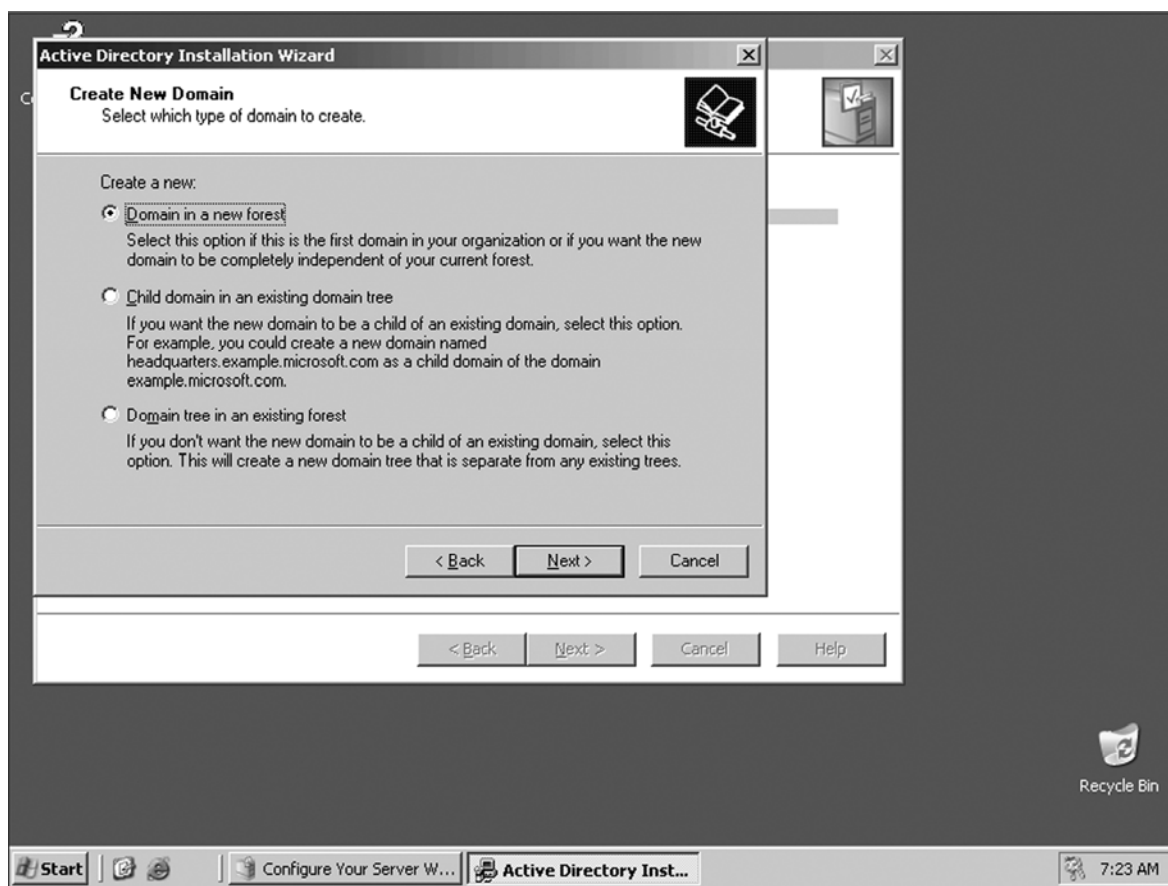 Active Directory Installation Wizard
Create New Domain
Select which type of domain to create.
Create a new:
Domain in a new forest
Select this option if this is the first domain in your organization or if you want the new
domain to be completely independent of your current forest.
Child domain in an existing domain tree
If you want the new domain to be a child of an existing domain, select this option.
For example, you could create a new domain named
headquarters.example.microsoft.com as a child domain of the domain
example.microsoft.com.
Domain tree in an existing forest
If you don't want the new domain to be a child of an existing domain, select this
option. This will create a new domain tree that is separate from any existing trees.
< Back Next > Cancel
< Back Next > Cancel Help
Recycle Bin
Start Configure Your Server W... Active Directory Inst... 7:23 AM